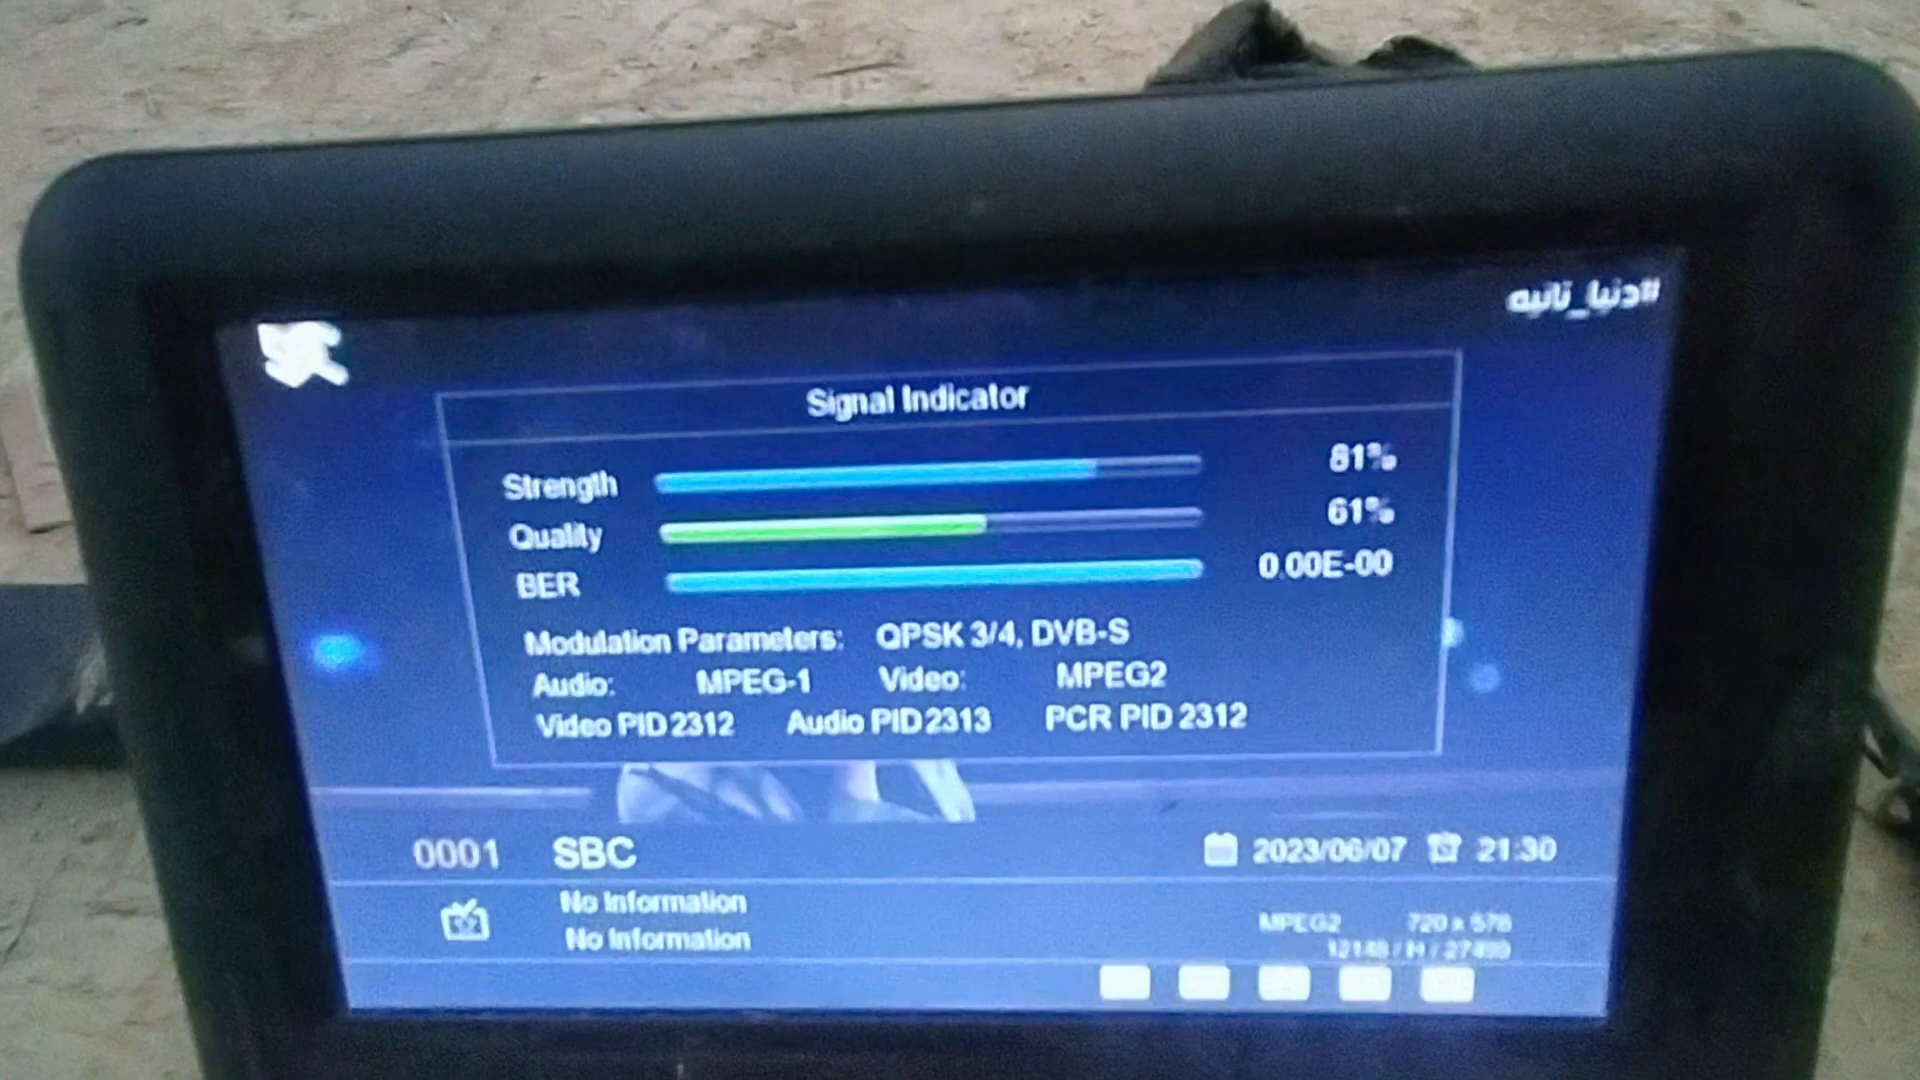 #دنيا_تانيه
Signal Indicator
Strength 81%
Quality 61%
BER 0.00E-00
Modulation Parameters: QPSK 3/4, DVB-S
Audio: MPEG-1 Video: MPEG2
Video PID 2312 Audio PID 2313 PCR PID 2312
0001 SBC 2023/06/07 21:30
No Information
No Information
MPEG2 720 x 576
12148 / H / 27499